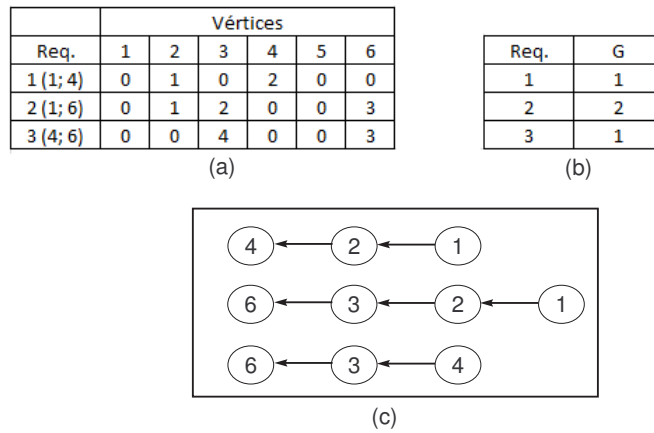 Vértices
Req. 1 2 3 4 5 6
1 (1; 4) 0 1 0 2 0 0
2 (1; 6) 0 1 2 0 0 3
3 (4; 6) 0 0 4 0 0 3
(a)
Req. G
1 1
2 2
3 1
(b)
4 2 1
6 3 2 1
6 3 4
(c)